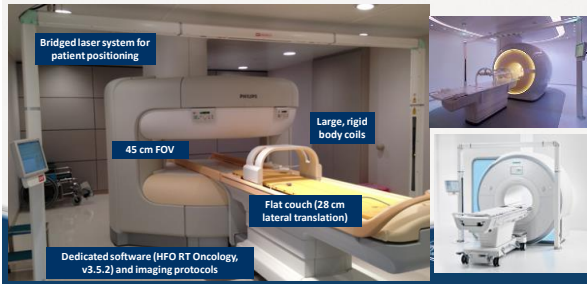 Bridged laser system for
patient positioning
PHILIPS
Large, rigid
body coils
45 cm FOV
Flat couch (28 cm
lateral translation)
Dedicated software (HFO RT Oncology,
v3.5.2) and imaging protocols